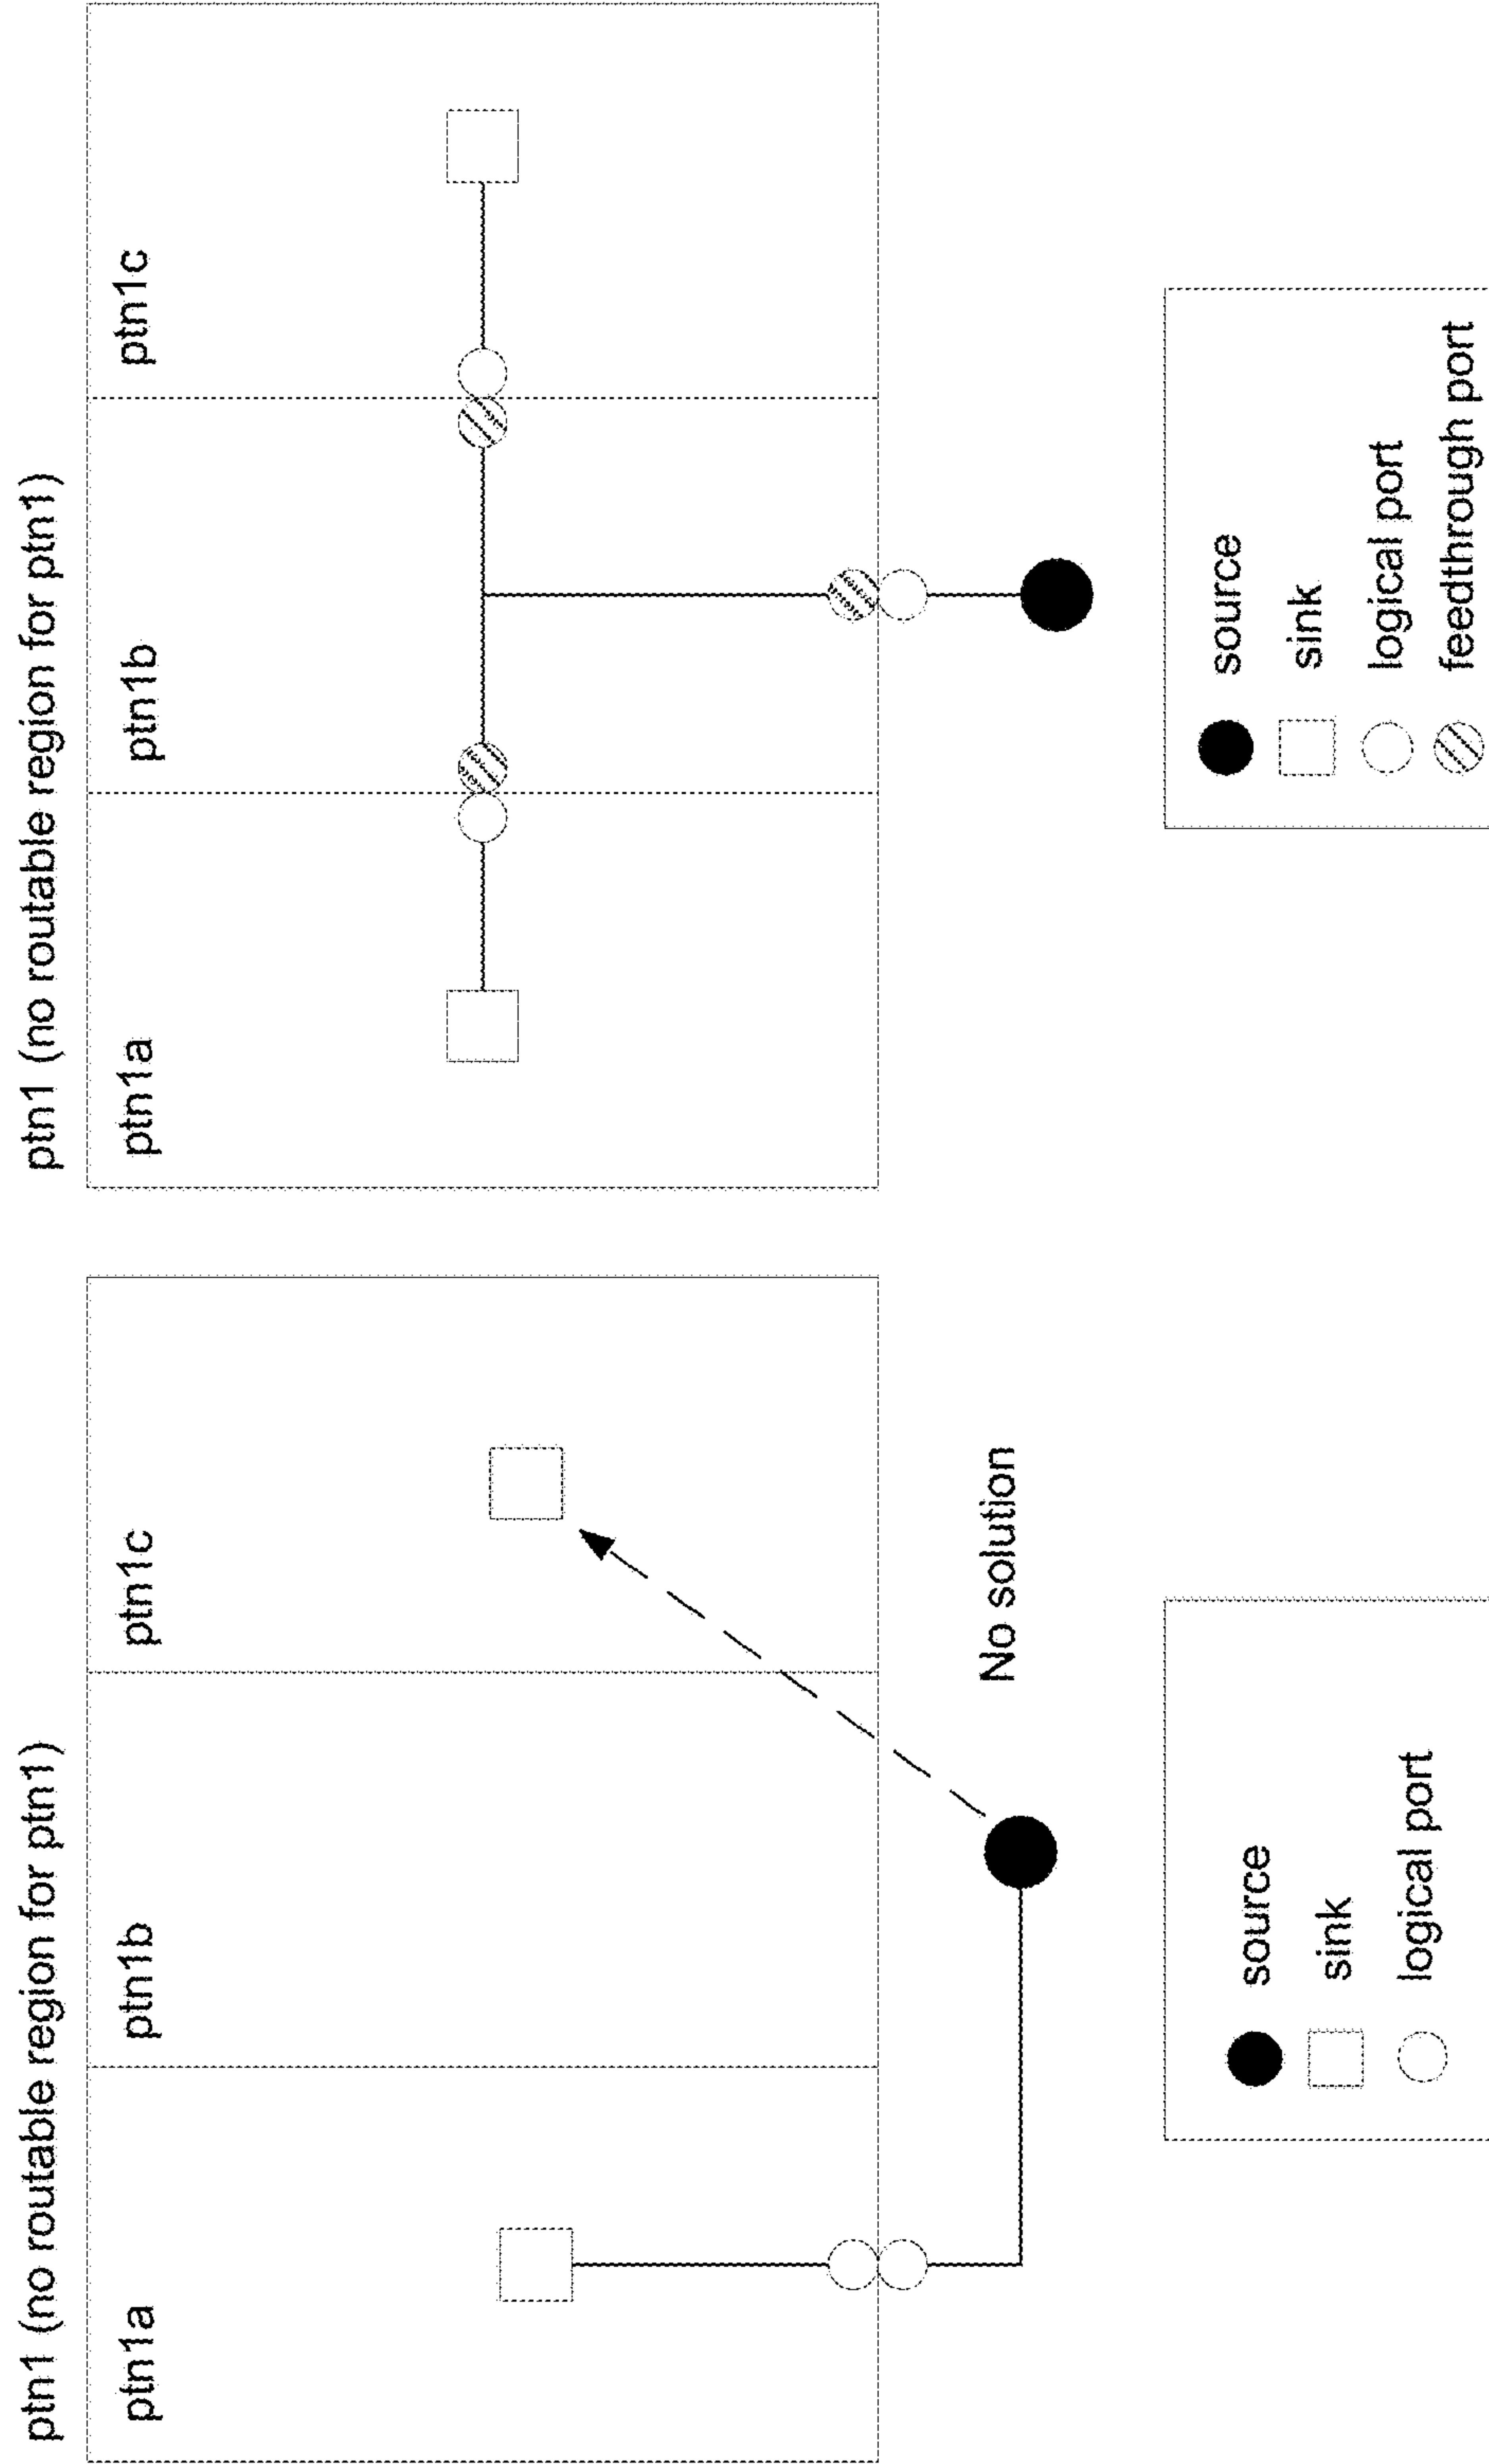 ptn1 (no routable region for ptn1)
ptn1a
ptn1b
ptn1c
No solution
source
sink
logical port
ptn1 (no routable region for ptn1)
ptn1a
ptn1b
ptn1c
source
sink
logical port
feedthrough port